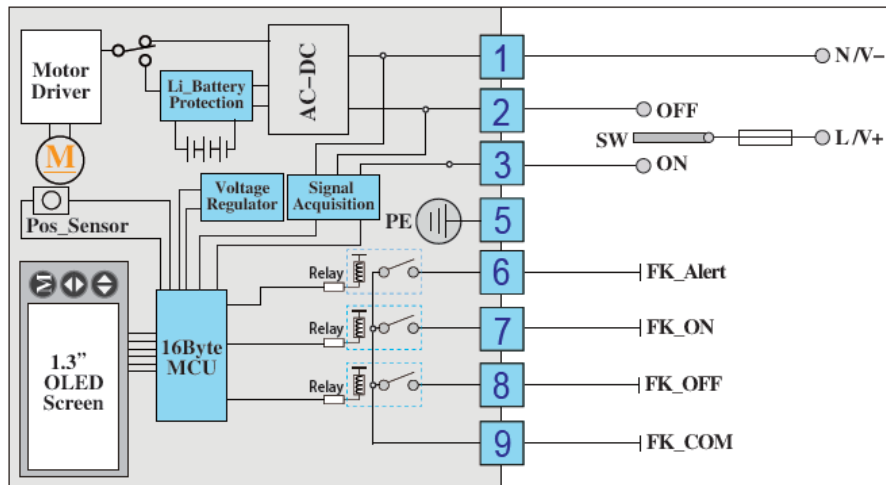 Motor
Driver
Li_Battery
Protection
AC-DC
1
N/V-
2
OFF
SW
L/V+
3
ON
M
Pos_Sensor
Voltage
Regulator
Signal
Acquisition
PE
5
Relay
6
FK_Alert
Relay
7
FK_ON
Relay
8
FK_OFF
9
FK_COM
M
1.3”
OLED
Screen
16Byte
MCU